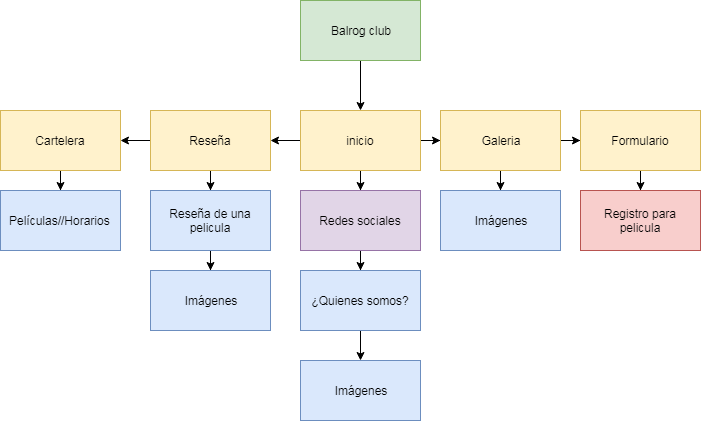 Balrog club
Cartelera
Reseña
inicio
Galeria
Formulario
Películas//Horarios
Reseña de una
pelicula
Redes sociales
Imágenes
Registro para
pelicula
Imágenes
¿Quienes somos?
Imágenes